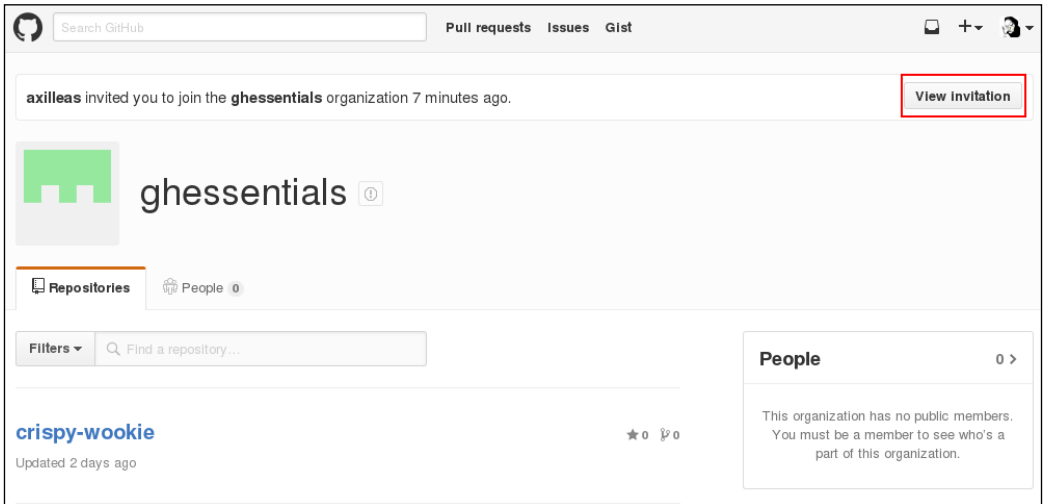 Search GitHub
Pull requests Issues Gist
axilleas invited you to join the ghessentials organization 7 minutes ago.
View invitation
ghessentials
Repositories
People 0
Filters
Find a repository...
crispy-wookie
0 0
Updated 2 days ago
People 0
This organization has no public members.
You must be a member to see who's a
part of this organization.